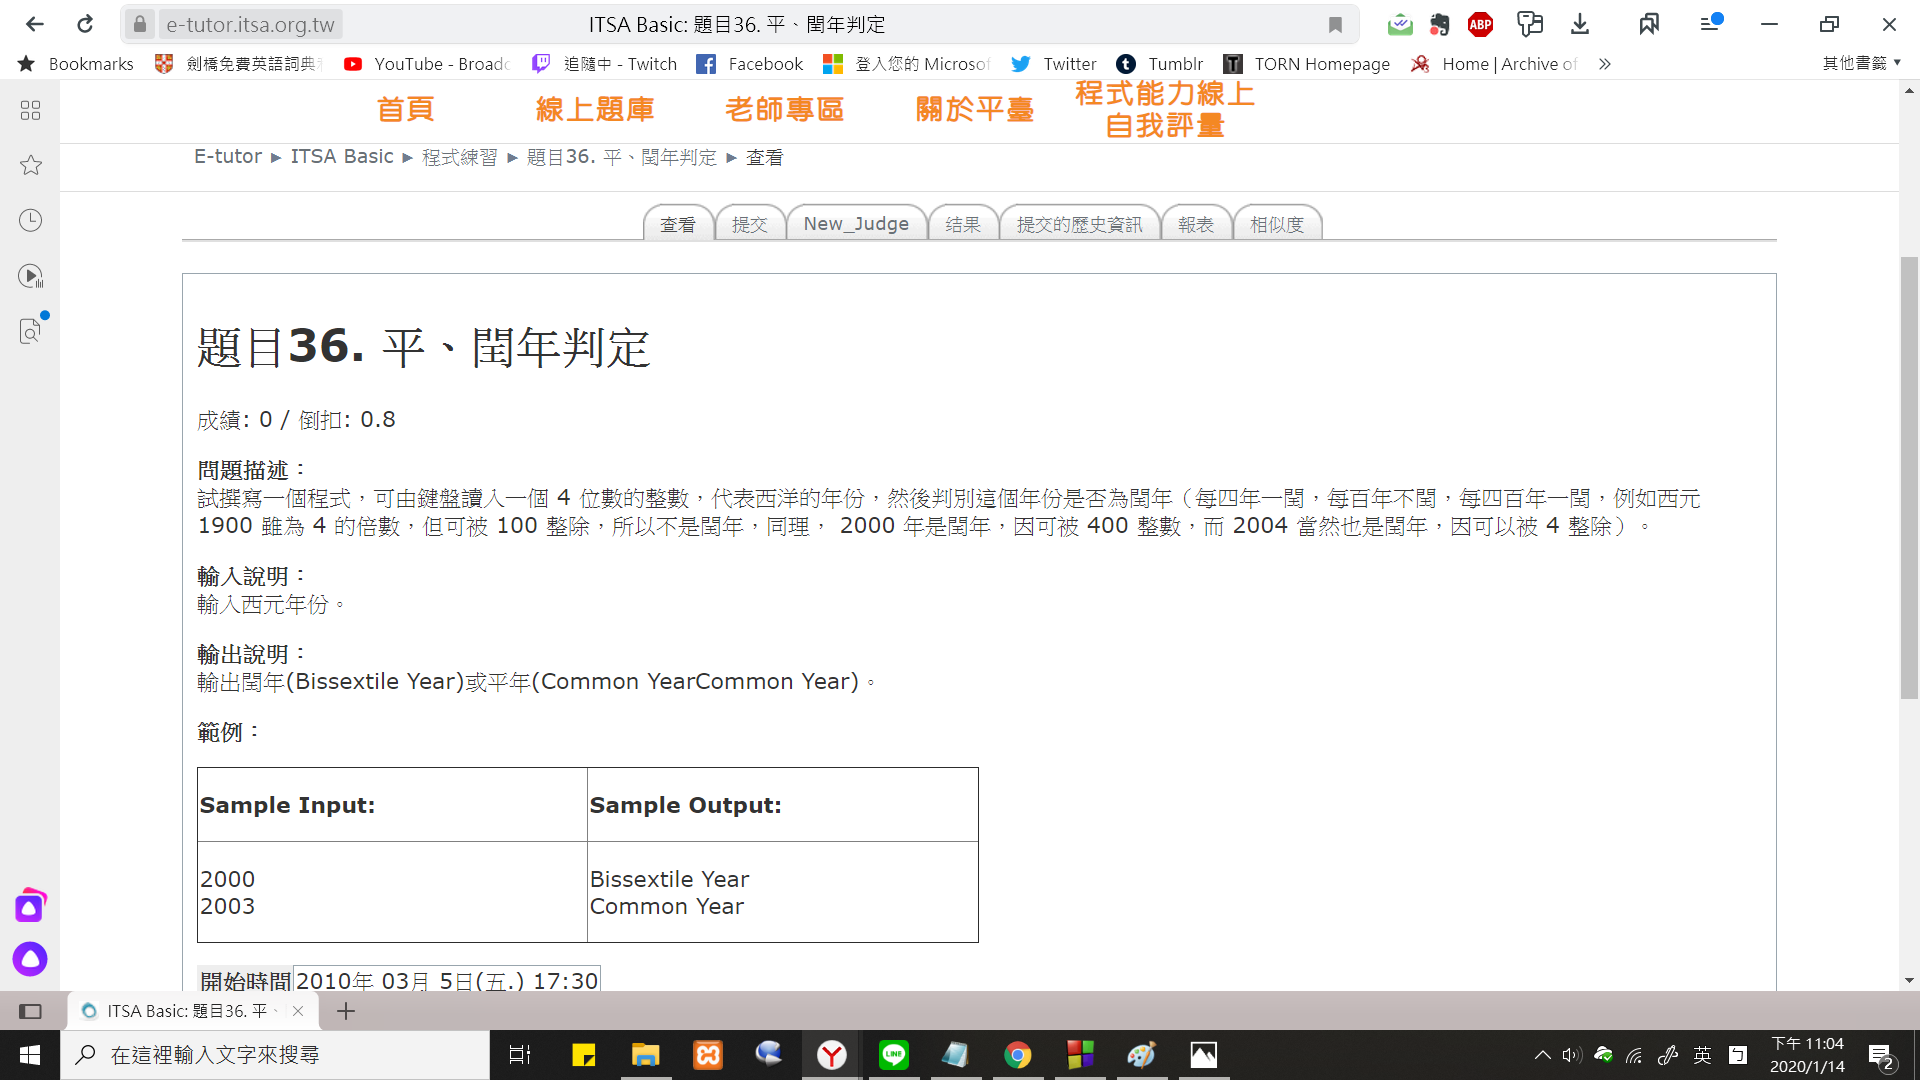 e-tutor.itsa.org.tw
ITSA Basic: 題目36. 平、閏年判定
ABP
Bookmarks
劍橋免費英語詞典
YouTube - Broadc
追隨中 - Twitch
Facebook
登入您的 Microsof
Twitter
Tumblr
TORN Homepage
Home | Archive of
其他書籤
首頁
線上題庫
老師專區
關於平臺
程式能力線上
自我評量
E-tutor ► ITSA Basic ► 程式練習 ► 題目36. 平、閏年判定 ► 查看
查看
提交
New_Judge
结果
提交的歷史資訊
報表
相似度
題目36. 平、閏年判定
成績: 0 / 倒扣: 0.8
問題描述：
試撰寫一個程式，可由鍵盤讀入一個 4 位數的整數，代表西洋的年份，然後判別這個年份是否為閏年（每四年一閏，每百年不閏，每四百年一閏，例如西元
1900 雖為 4 的倍數，但可被 100 整除，所以不是閏年，同理， 2000 年是閏年，因可被 400 整數，而 2004 當然也是閏年，因可以被 4 整除）。
輸入說明：
輸入西元年份。
輸出說明：
輸出閏年(Bissextile Year)或平年(Common YearCommon Year)。
範例：
Sample Input:
Sample Output:
2000
2003
Bissextile Year
Common Year
開始時間
2010年 03月 5日(五.) 17:30
ITSA Basic: 題目36. 平、
在這裡輸入文字來搜尋
LINE
英
下午 11:04
2020/1/14
2